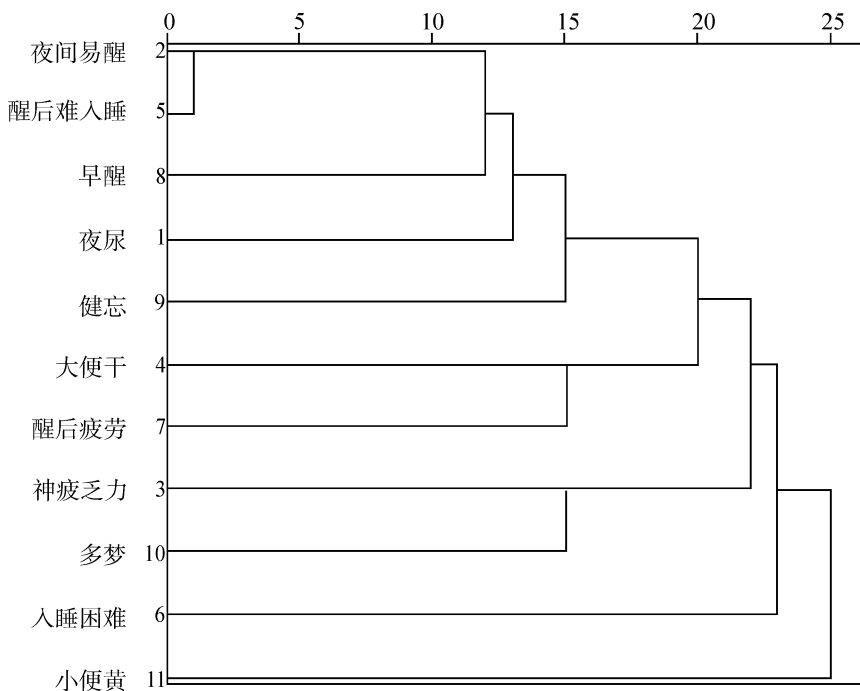 0 5 10 15 20 25
夜间易醒 2
醒后难入睡 5
早醒 8
夜尿 1
健忘 9
大便干 4
醒后疲劳 7
神疲乏力 3
多梦 10
入睡困难 6
小便黄 11